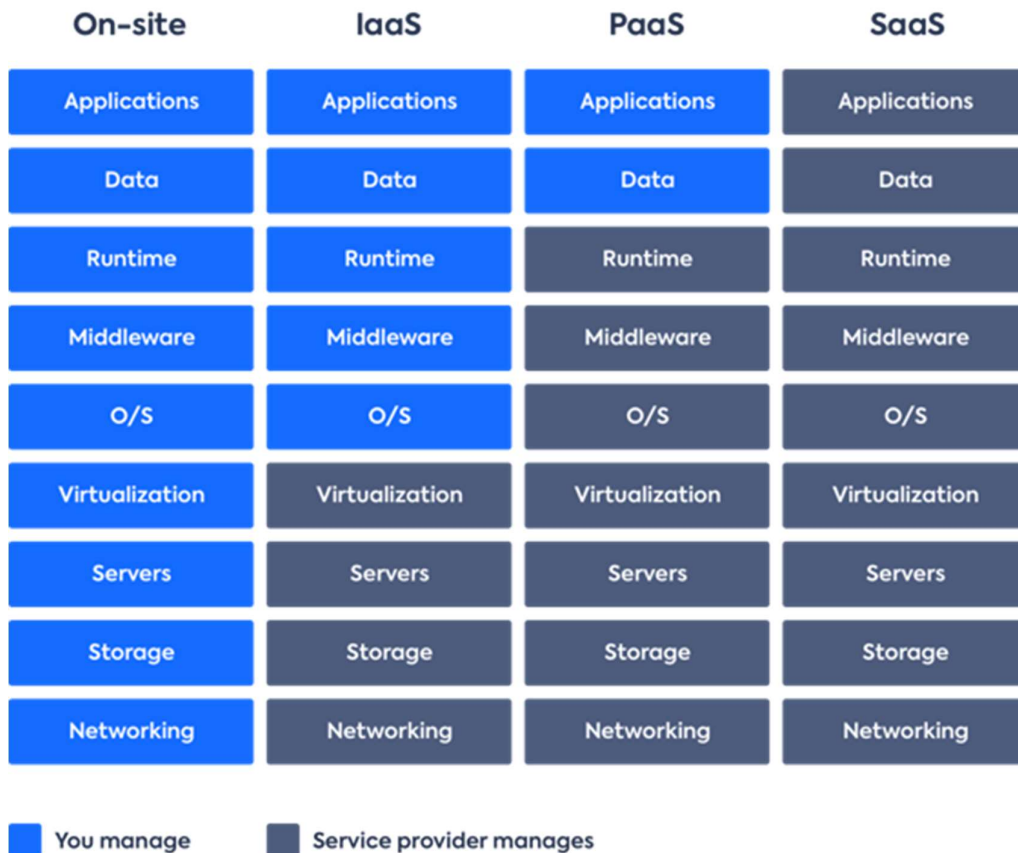 On-site IaaS PaaS SaaS
Applications Applications Applications Applications
Data Data Data Data
Runtime Runtime Runtime Runtime
Middleware Middleware Middleware Middleware
O/S O/S O/S O/S
Virtualization Virtualization Virtualization Virtualization
Servers Servers Servers Servers
Storage Storage Storage Storage
Networking Networking Networking Networking
You manage Service provider manages